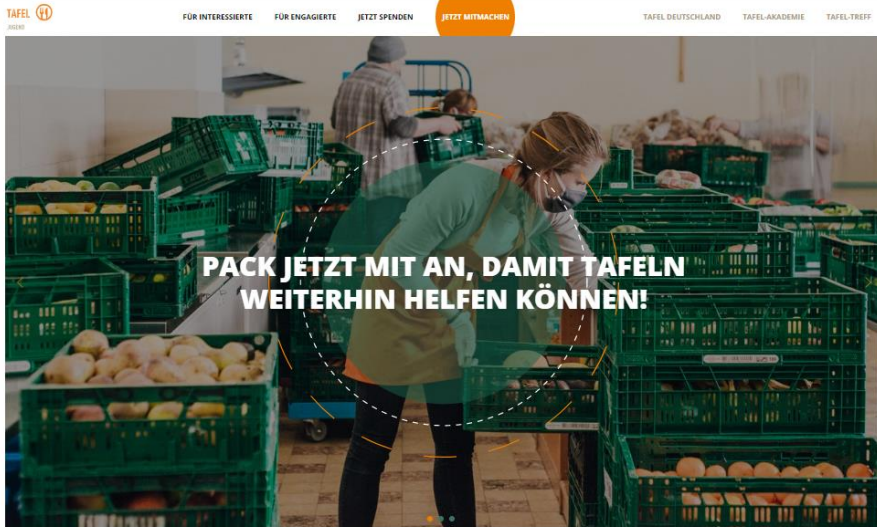 TAFEL
JUGEND
FÜR INTERESSIERTE
FÜR ENGAGIERTE
JETZT SPENDEN
JETZT MITMACHEN
TAFEL DEUTSCHLAND
TAFEL-AKADEMIE
TAFEL-TREFF
PACK JETZT MIT AN, DAMIT TAFELN
WEITERHIN HELFEN KÖNNEN!